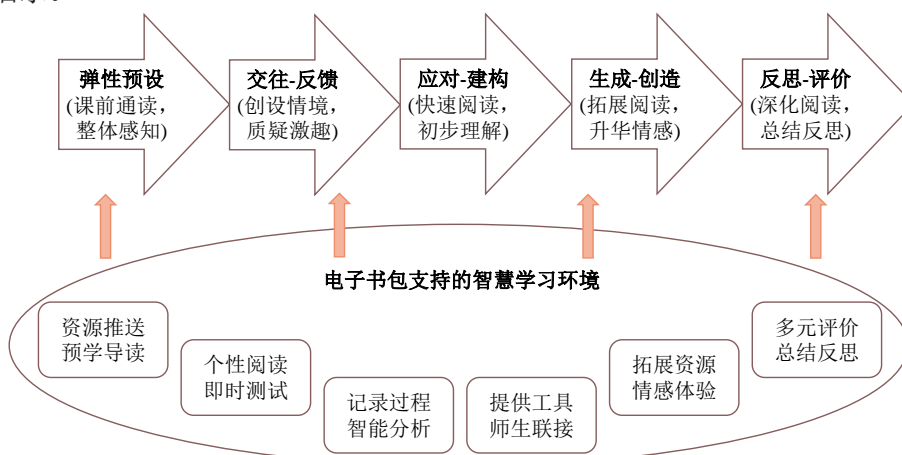 弹性预设
(课前通读，
整体感知)
交往-反馈
(创设情境，
质疑激趣)
应对-建构
(快速阅读，
初步理解)
生成-创造
(拓展阅读，
升华情感)
反思-评价
(深化阅读，
总结反思)
电子书包支持的智慧学习环境
资源推送
预学导读
个性阅读
即时测试
记录过程
智能分析
提供工具
师生联接
拓展资源
情感体验
多元评价
总结反思